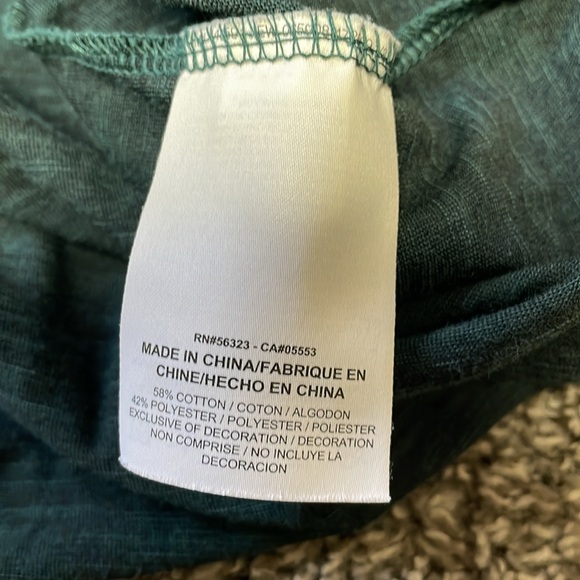 RN#56323 - CA#05553
MADE IN CHINA/FABRIQUE EN
CHINE/HECHO EN CHINA
58% COTTON / COTON / ALGODON
42% POLYESTER / POLYESTER / POLIESTER
EXCLUSIVE OF DECORATION / DECORATION
NON COMPRISE / NO INCLUYE LA
DECORACION